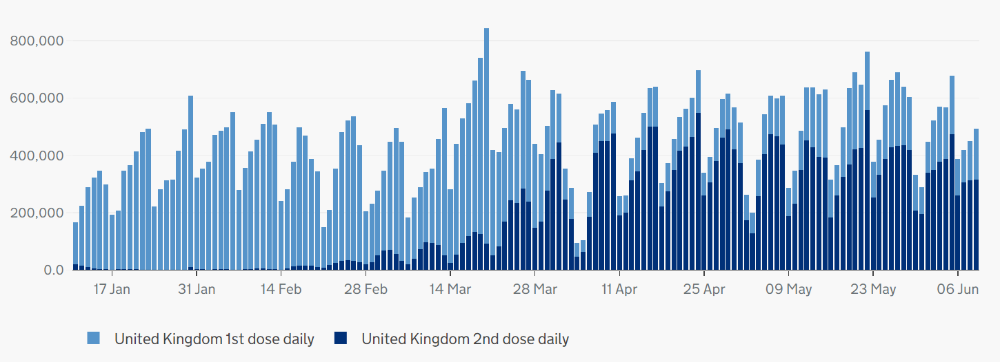 800,000
600,000
400,000
200,000
0.0
17 Jan 31 Jan 14 Feb 28 Feb 14 Mar 28 Mar 11 Apr 25 Apr 09 May 23 May 06 Jun
United Kingdom 1st dose daily United Kingdom 2nd dose daily